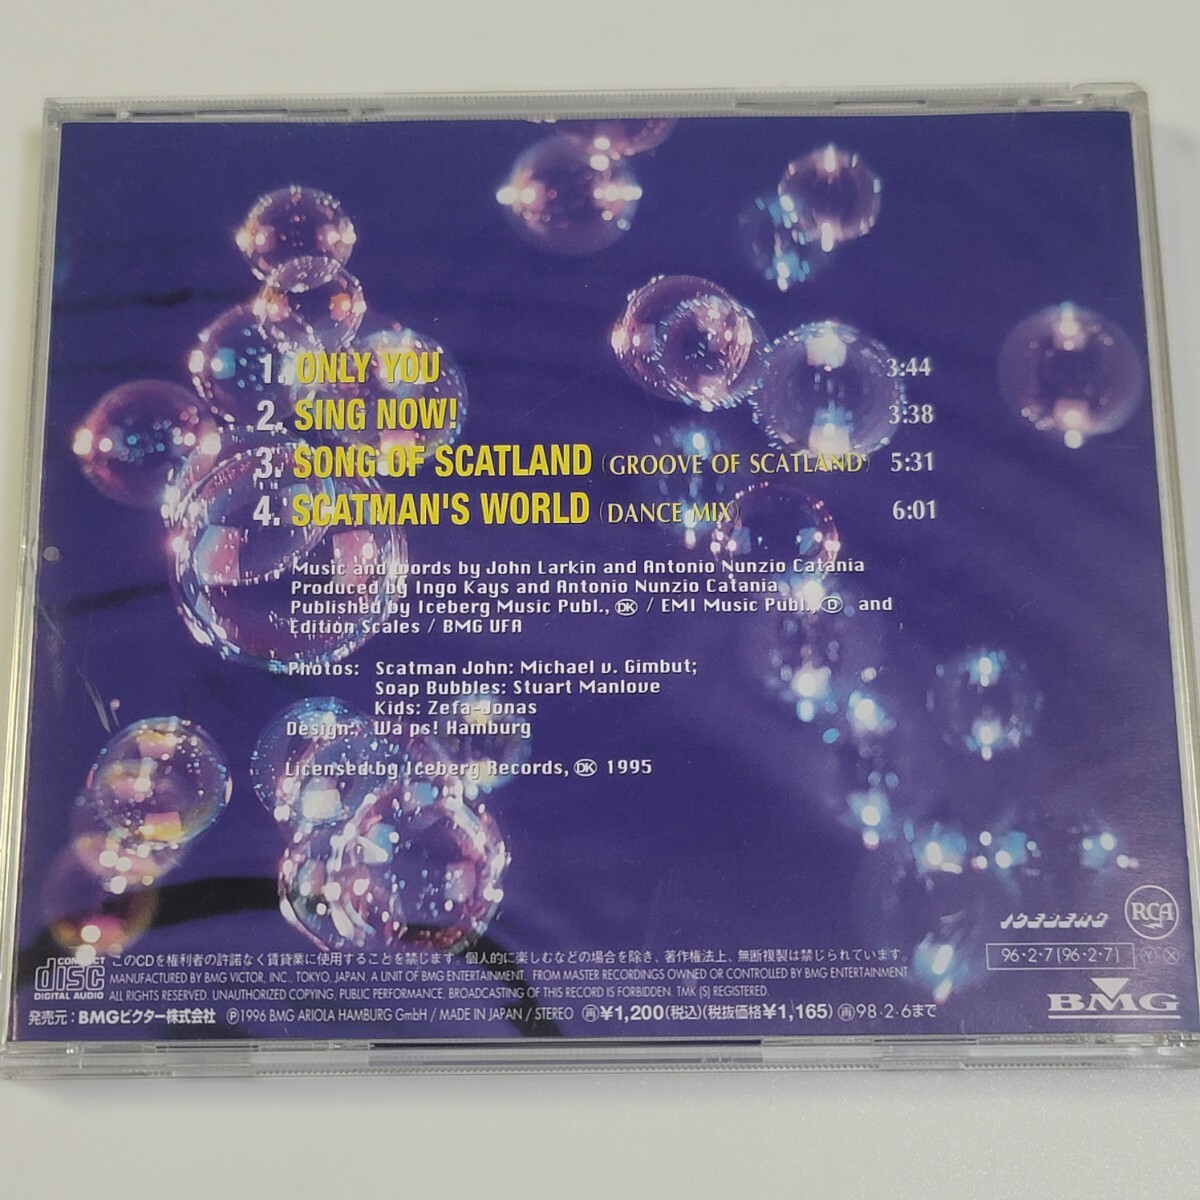 1. ONLY YOU 3:44
2. SING NOW! 3:38
3. SONG OF SCATLAND (GROOVE OF SCATLAND) 5:31
4. SCATMAN'S WORLD (DANCE MIX) 6:01
Music and words by John Larkin and Antonio Nunzio Catania
Produced by Ingo Kays and Antonio Nunzio Catania
Published by Iceberg Music Publ., DK / EMI Music Publ., D and
Edition Scales / BMG UFA
Photos: Scatman John: Michael v. Gimbut;
Soap Bubbles: Stuart Manlove
Kids: Zefa-Jonas
Design: Wa ps! Hamburg
Licensed by Iceberg Records, DK 1995
ICEBERG RCA
96・2・7(96・2・7) Y X
BMG
COMPACT disc DIGITAL AUDIO
このCDを権利者の許諾なく賃貸業に使用することを禁じます。個人的に楽しむなどの場合を除き、著作権法上、無断複製は禁じられています。
MANUFACTURED BY BMG VICTOR, INC., TOKYO, JAPAN, A UNIT OF BMG ENTERTAINMENT, FROM MASTER RECORDINGS OWNED OR CONTROLLED BY BMG ENTERTAINMENT
ALL RIGHTS RESERVED. UNAUTHORIZED COPYING, PUBLIC PERFORMANCE, BROADCASTING OF THIS RECORD IS FORBIDDEN. TMK (S) REGISTERED.
発売元：BMGビクター株式会社 Ⓟ1996 BMG ARIOLA HAMBURG GmbH / MADE IN JAPAN / STEREO ㊥¥1,200(税込)(税抜価格¥1,165) ㊥98・2・6まで